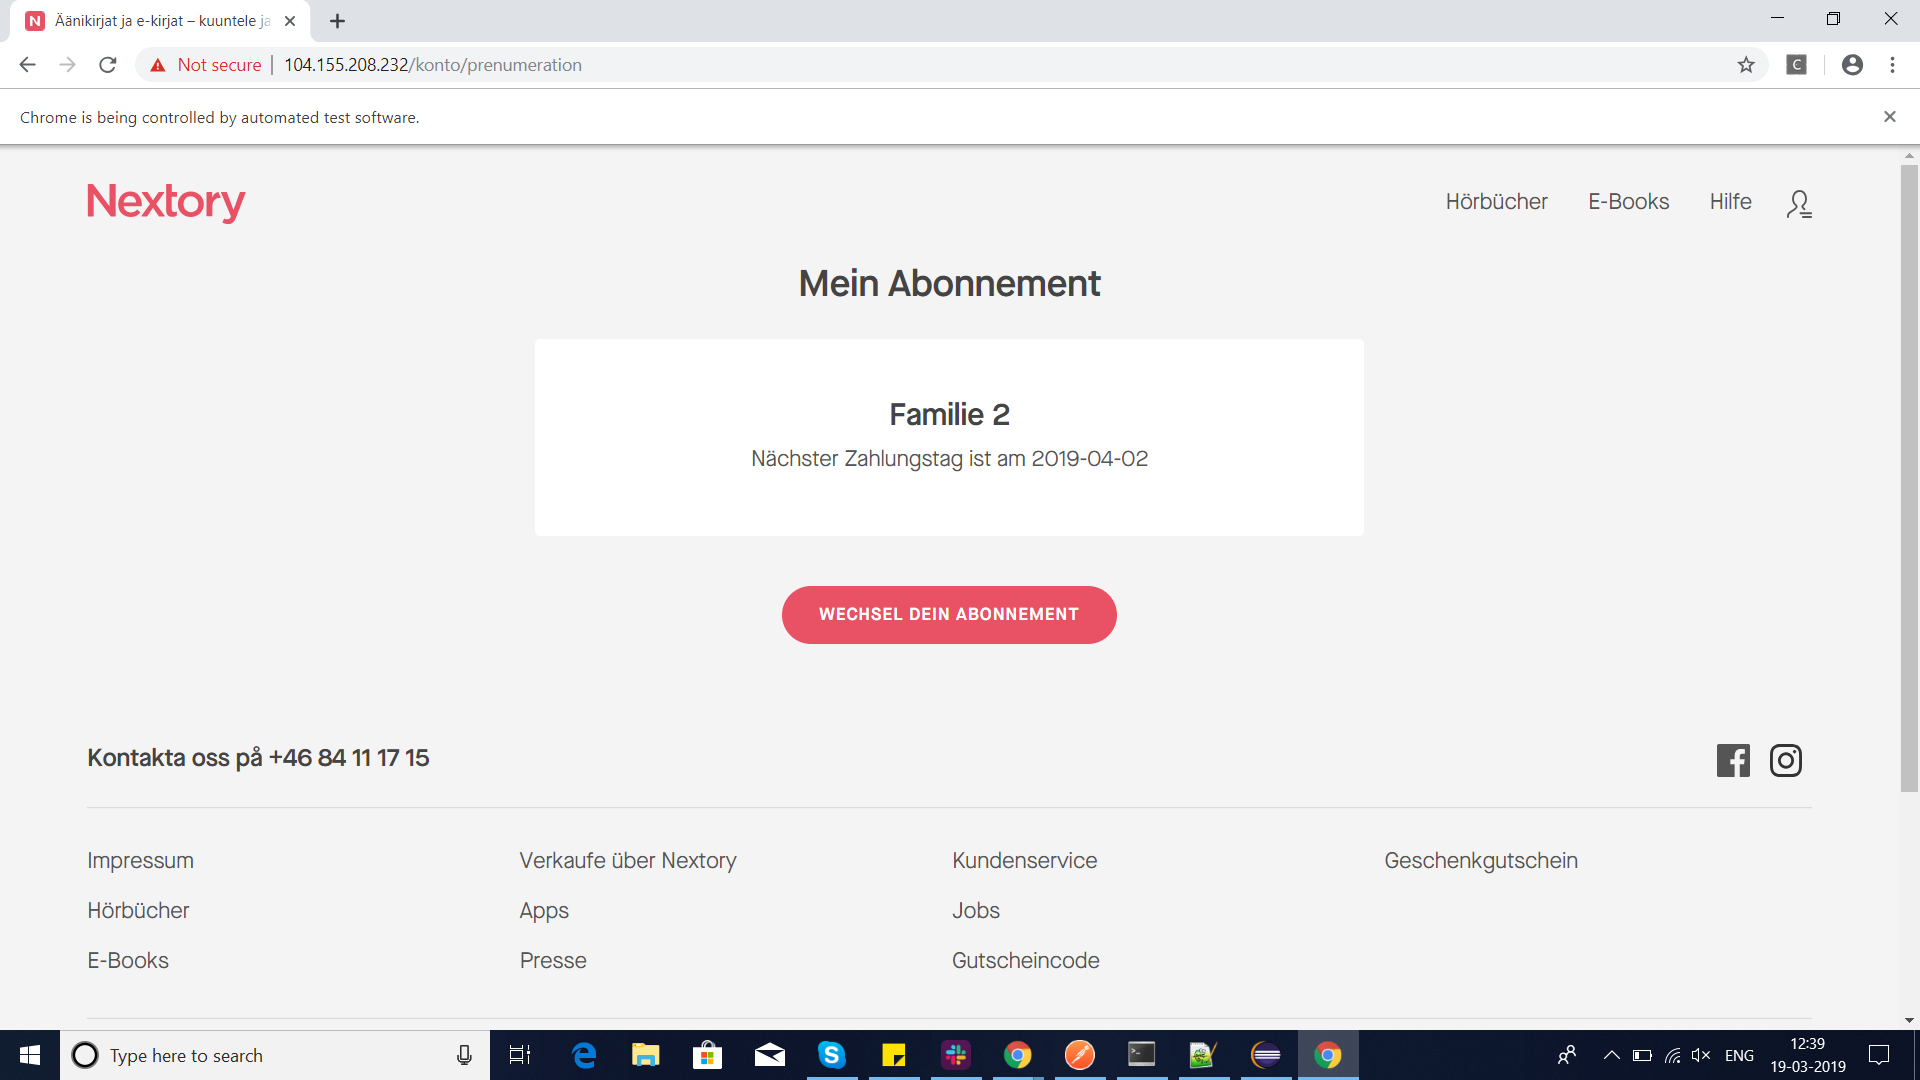 Äänikirjat ja e-kirjat – kuuntele ja
Not secure | 104.155.208.232/konto/prenumeration
C
Chrome is being controlled by automated test software.
Nextory
Hörbücher E-Books Hilfe
Mein Abonnement
Familie 2
Nächster Zahlungstag ist am 2019-04-02
WECHSEL DEIN ABONNEMENT
Kontakta oss på +46 84 11 17 15
Impressum Verkaufe über Nextory Kundenservice Geschenkgutschein
Hörbücher Apps Jobs
E-Books Presse Gutscheincode
Type here to search
ENG
12:39
19-03-2019